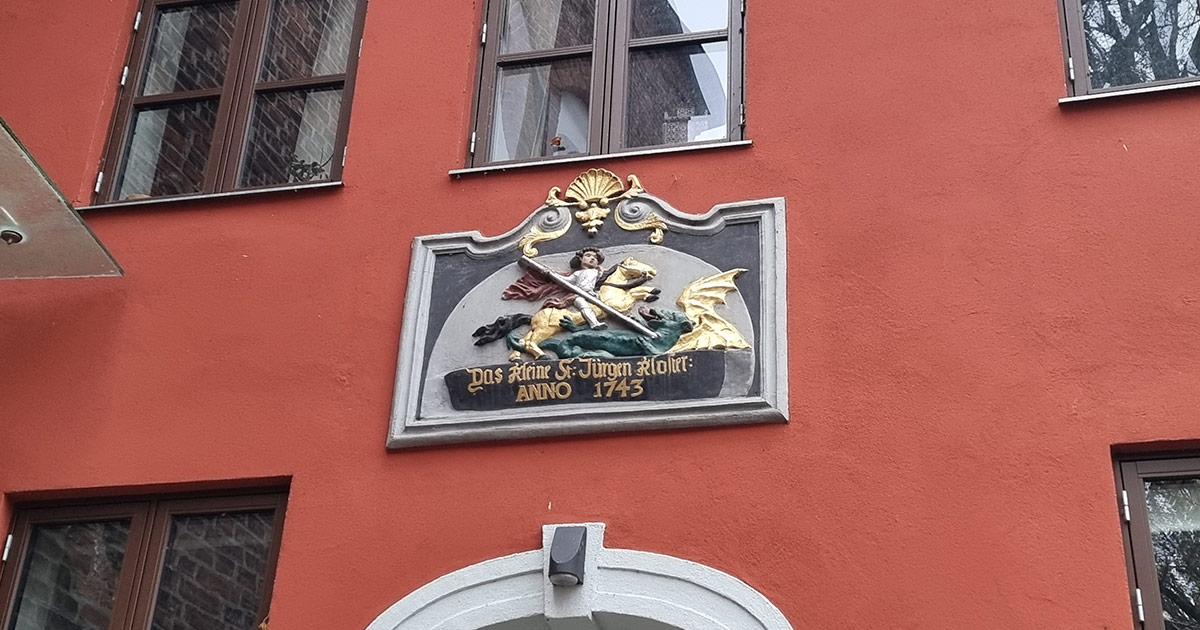 Das Kleine St: Jürgen Kloster:
ANNO 1743